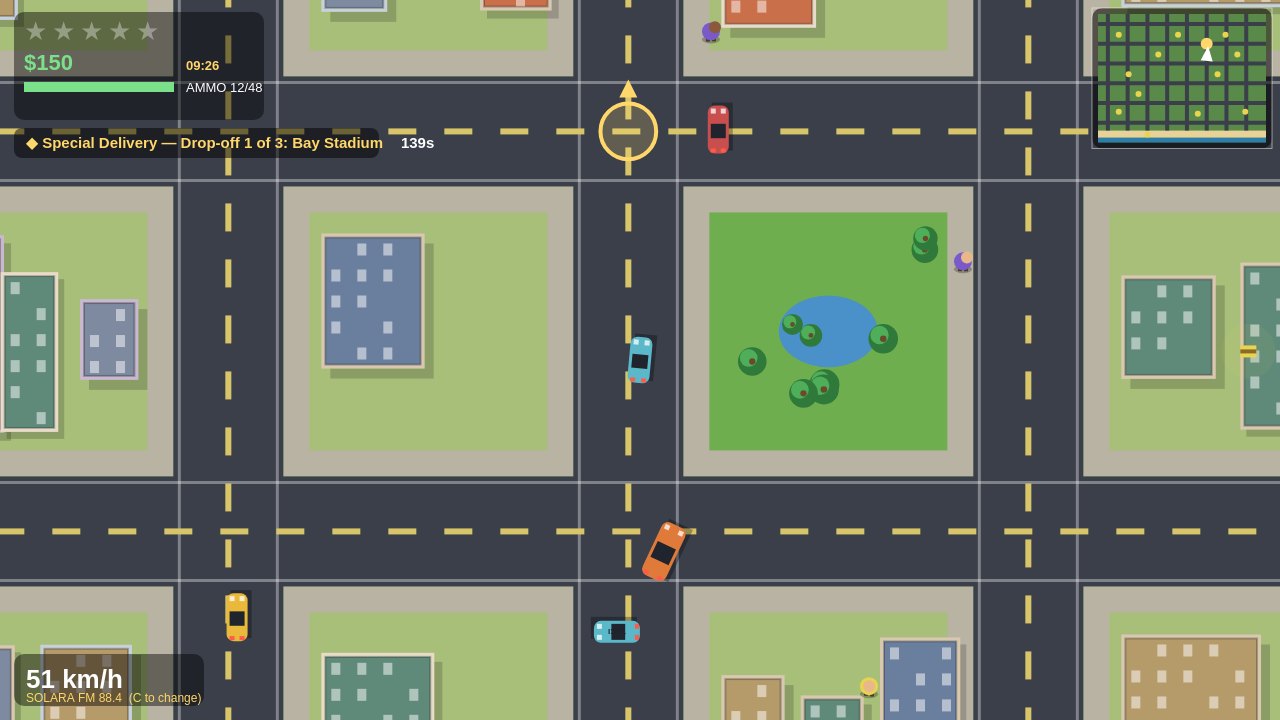 $150
09:26
AMMO 12/48
◆ Special Delivery — Drop-off 1 of 3: Bay Stadium 139s
51 km/h
SOLARA FM 88.4 (C to change)